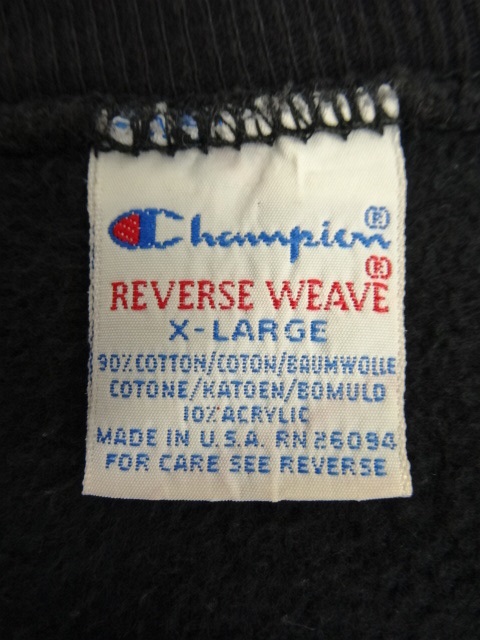 Champion®
REVERSE WEAVE®
X-LARGE
90% COTTON/COTON/BAUMWOLLE
COTONE/KATOEN/BOMULD
10% ACRYLIC
MADE IN U.S.A. RN 26094
FOR CARE SEE REVERSE